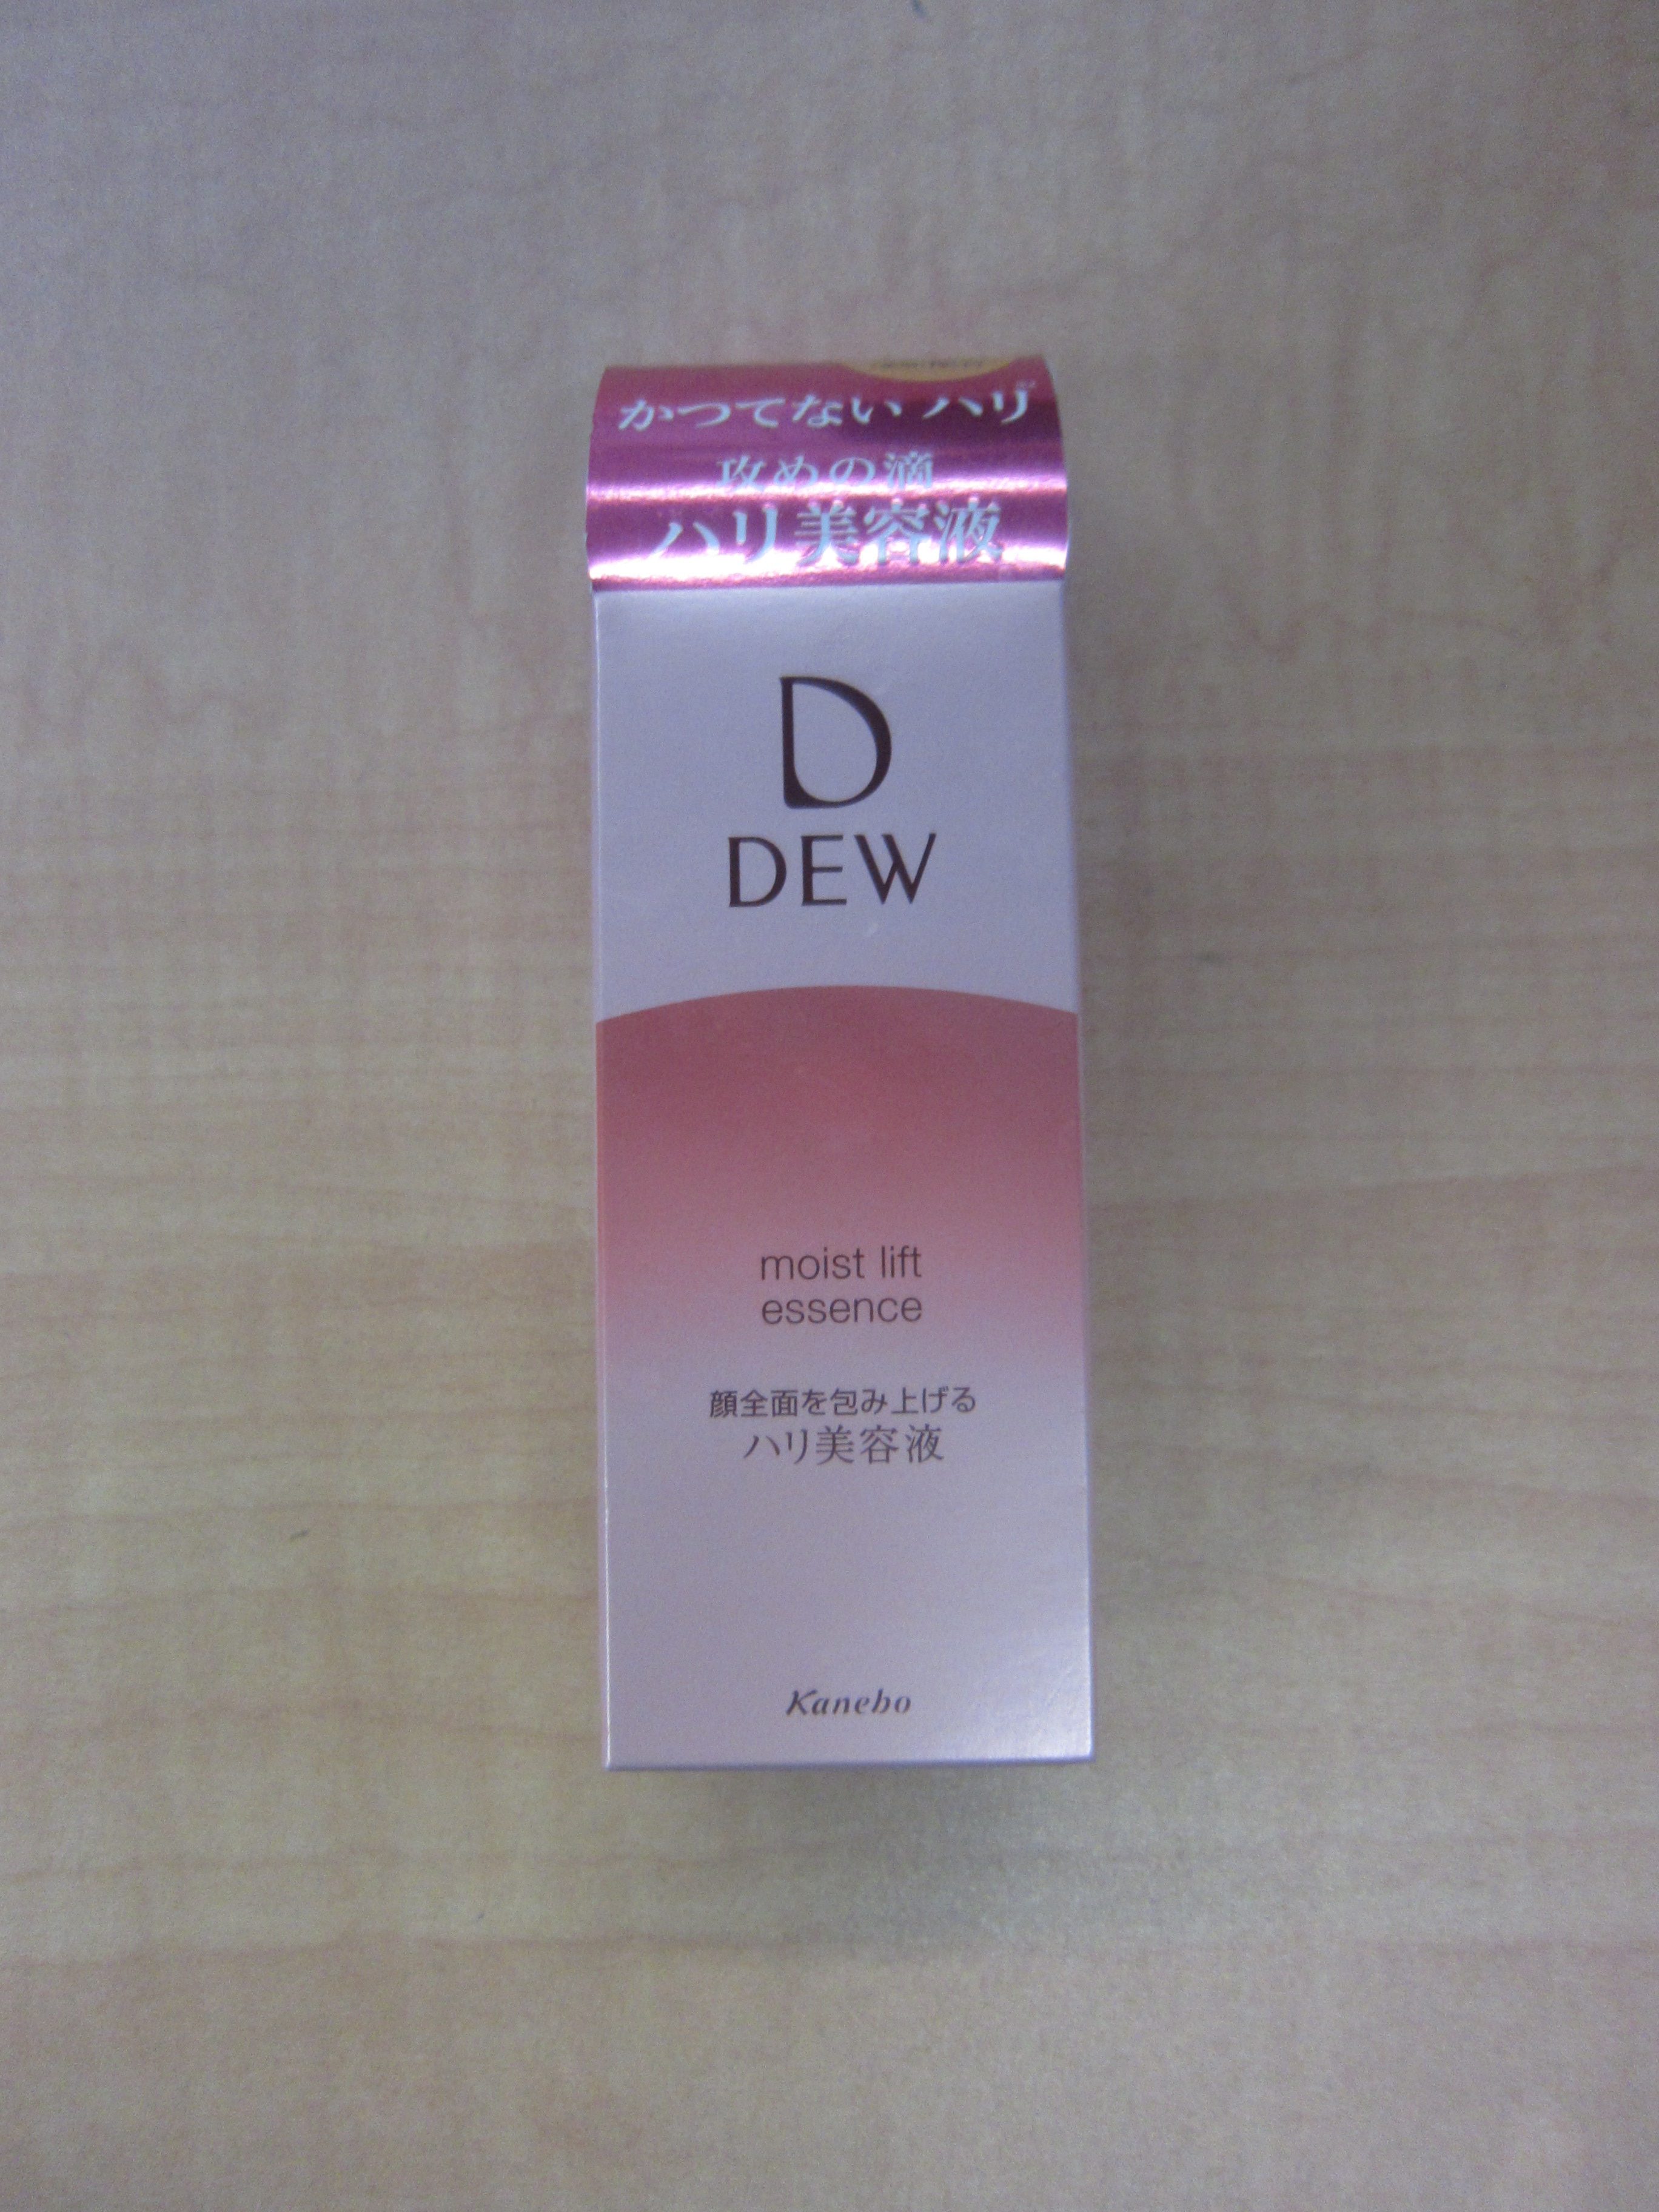 かつてない ハリ
攻めの滴
ハリ美容液
D
DEW
moist lift
essence
顔全面を包み上げる
ハリ美容液
Kanebo